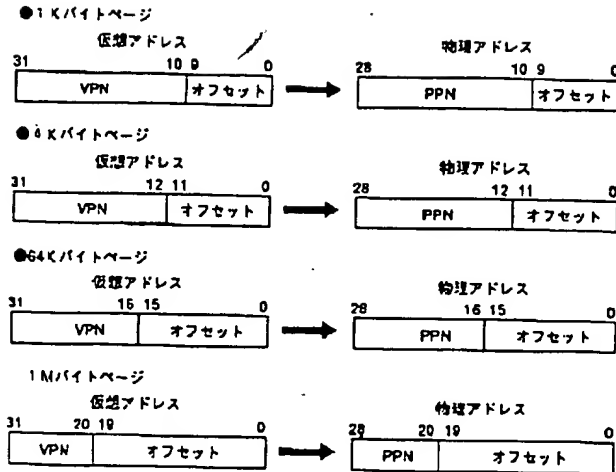 ●1Kバイトページ
仮想アドレス 物理アドレス
31 10 9 0 28 10 9 0
VPN オフセット PPN オフセット
●4Kバイトページ
仮想アドレス 物理アドレス
31 12 11 0 28 12 11 0
VPN オフセット PPN オフセット
●64Kバイトページ
仮想アドレス 物理アドレス
31 16 15 0 28 16 15 0
VPN オフセット PPN オフセット
1Mバイトページ
仮想アドレス 物理アドレス
31 20 19 0 28 20 19 0
VPN オフセット PPN オフセット